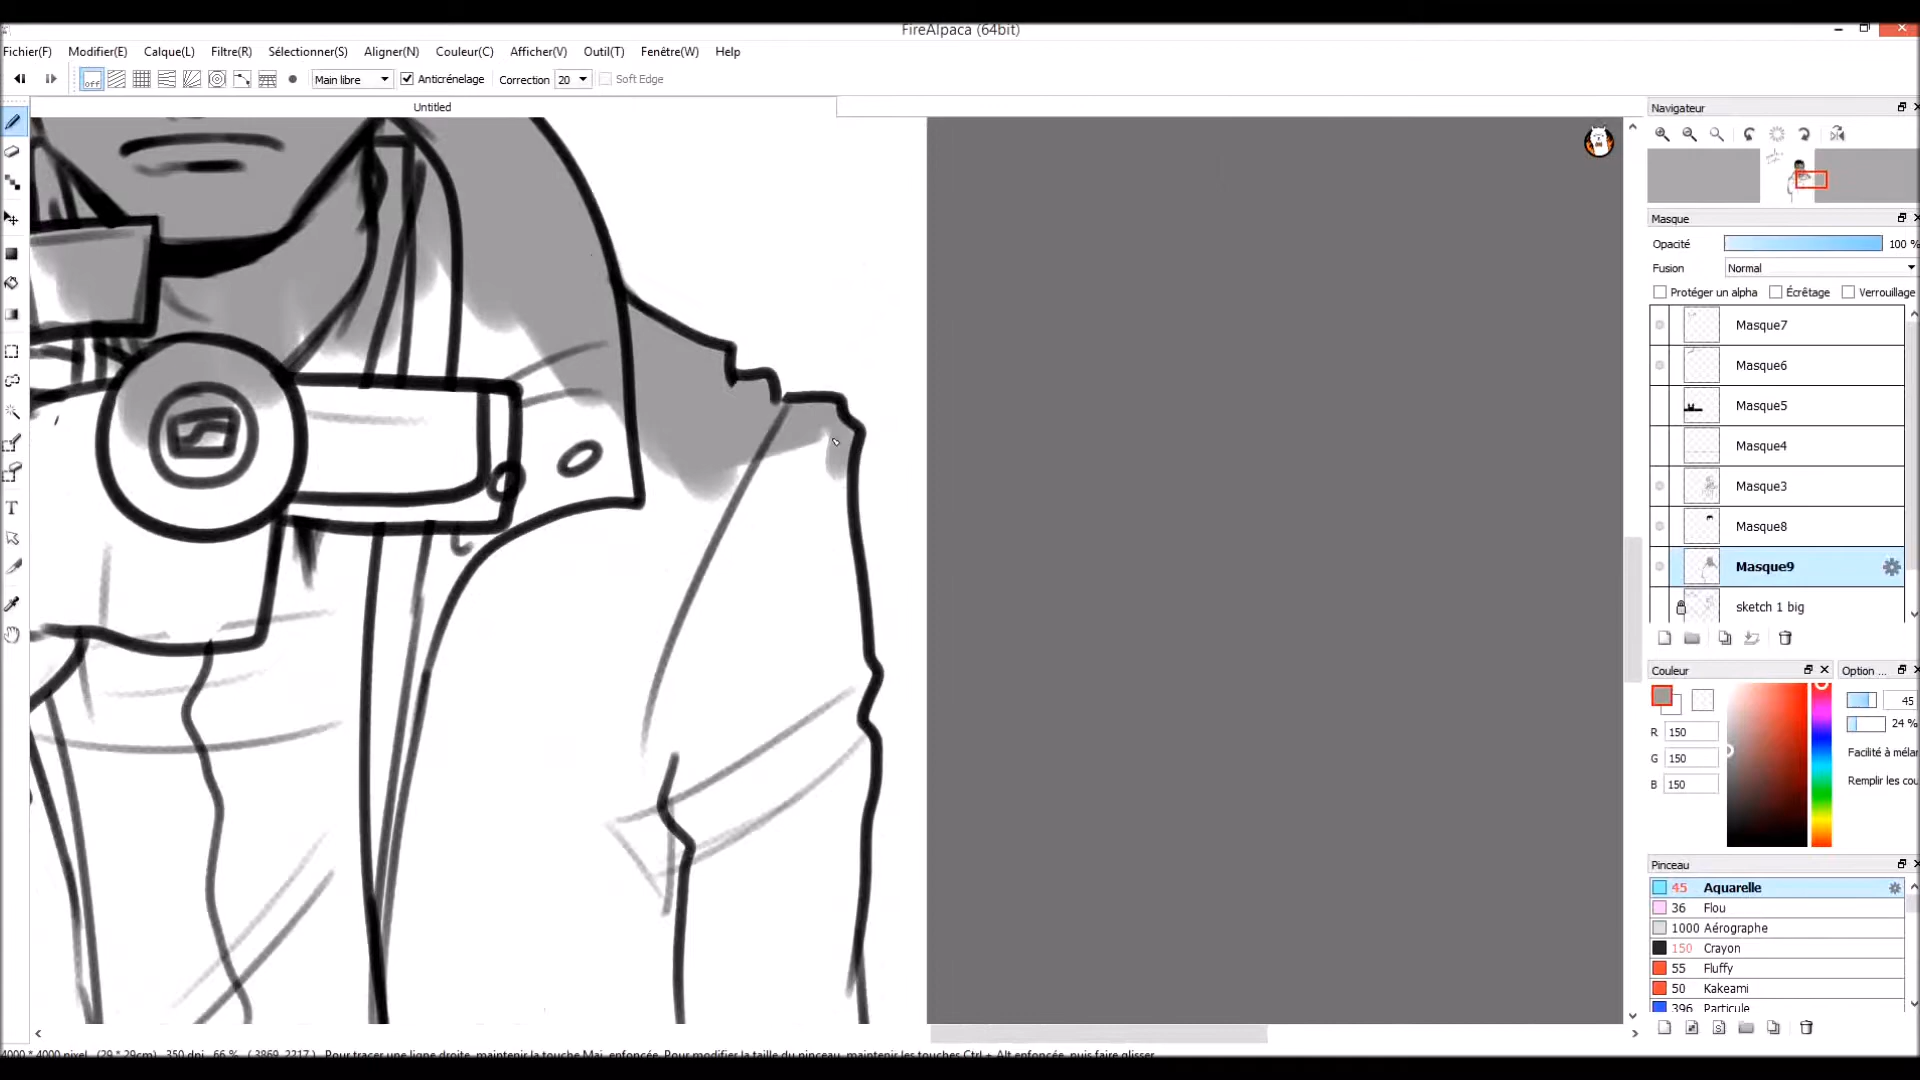 FireAlpaca (64bit)
Fichier(F) Modifier(E) Calque(L) Filtre(R) Sélectionner(S) Aligner(N) Couleur(C) Afficher(V) Outil(T) Fenêtre(W) Help
off Main libre Anticrénelage Correction 20 Soft Edge
Untitled
Navigateur
Masque
Opacité 100 %
Fusion Normal
Protéger un alpha Écrêtage Verrouillage
Masque7
Masque6
Masque5
Masque4
Masque3
Masque8
Masque9
sketch 1 big
Couleur Option ...
45
R 150 24 %
G 150 Facilité à mélar
B 150 Remplir les cou
Pinceau
45 Aquarelle
36 Flou
1000 Aérographe
150 Crayon
55 Fluffy
50 Kakeami
396 Particule
4000 * 4000 pixel (29 * 29cm) 350 dpi 66 % ( 3869, 2217 ) Pour tracer une ligne droite, maintenir la touche Maj. enfoncée. Pour modifier la taille du pinceau, maintenir les touches Ctrl + Alt enfoncée, puis faire glisser.